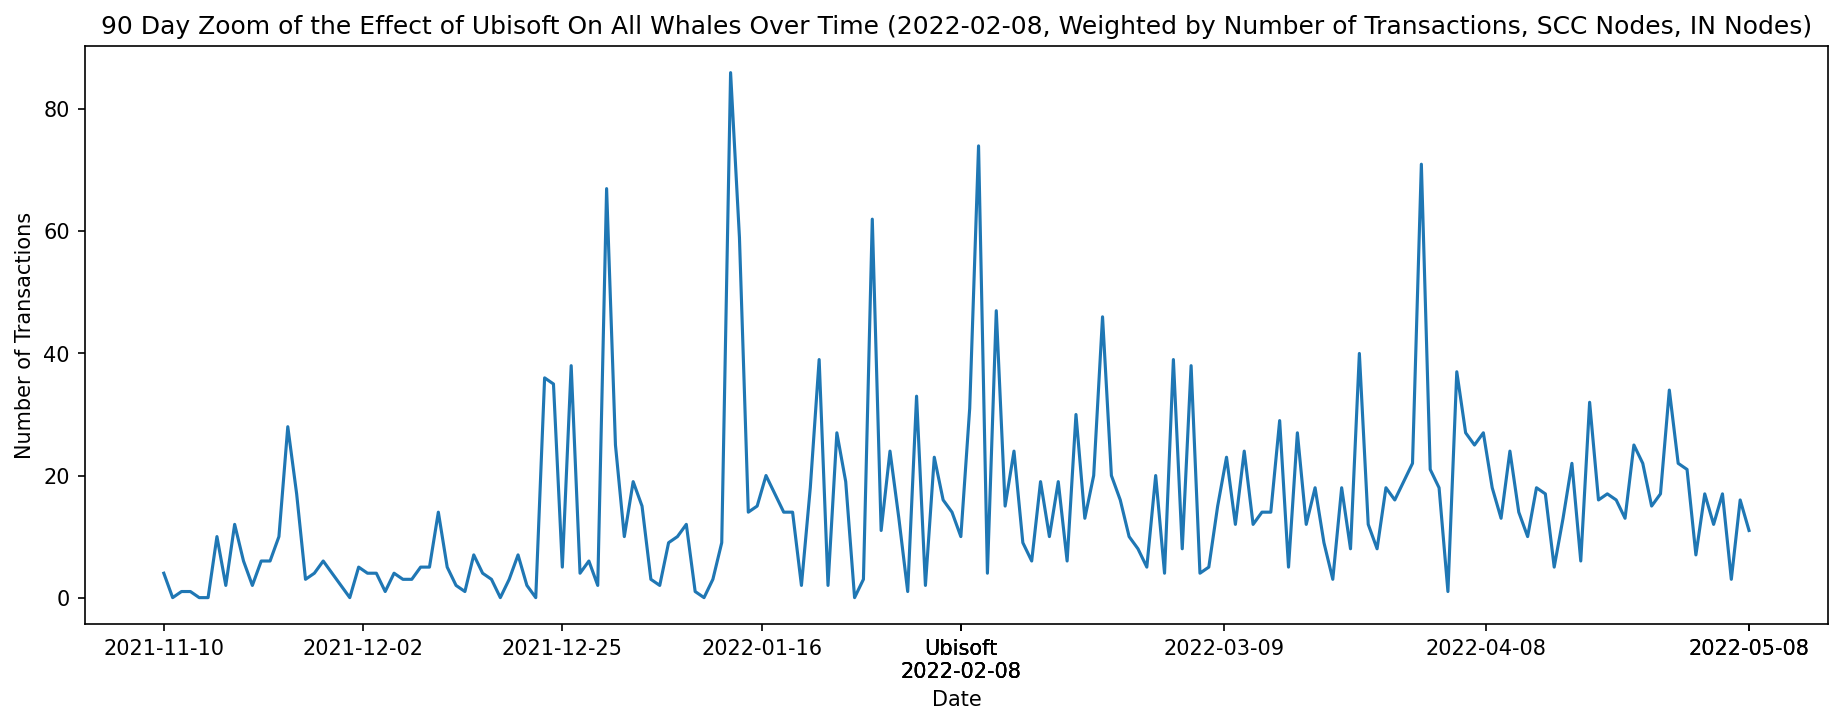 90 Day Zoom of the Effect of Ubisoft On All Whales Over Time (2022-02-08, Weighted by Number of Transactions, SCC Nodes, IN Nodes)
Number of Transactions
80
60
40
20
0
2021-11-10 2021-12-02 2021-12-25 2022-01-16 Ubisoft 2022-03-09 2022-04-08 2022-05-08
2022-02-08
Date